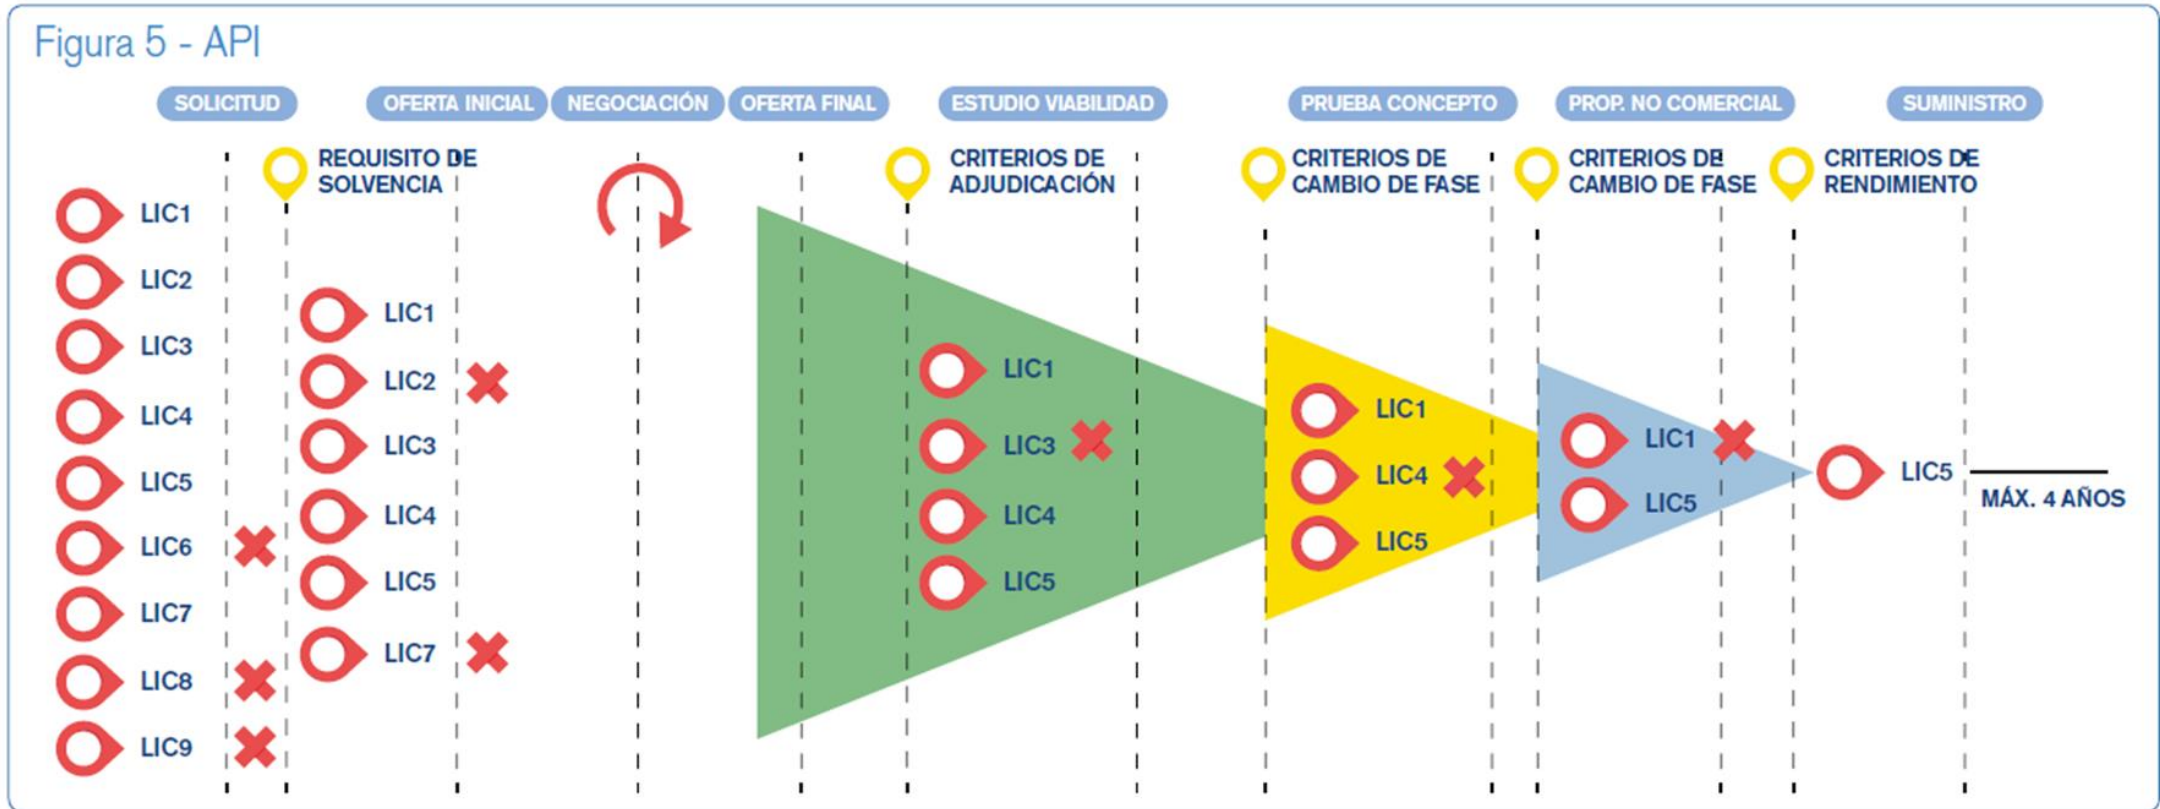 Figura 5 - API
SOLICITUD
OFERTA INICIAL
NEGOCIACIÓN
OFERTA FINAL
ESTUDIO VIABILIDAD
PRUEBA CONCEPTO
PROP. NO COMERCIAL
SUMINISTRO
REQUISITO DE
SOLVENCIA
CRITERIOS DE
ADJUDICACIÓN
CRITERIOS DE
CAMBIO DE FASE
CRITERIOS DE
CAMBIO DE FASE
CRITERIOS DE
RENDIMIENTO
LIC1
LIC2
LIC3
LIC4
LIC5
LIC6
LIC7
LIC8
LIC9
LIC1
LIC2
LIC3
LIC4
LIC5
LIC7
LIC1
LIC3
LIC4
LIC5
LIC1
LIC4
LIC5
LIC1
LIC5
LIC5
MÁX. 4 AÑOS